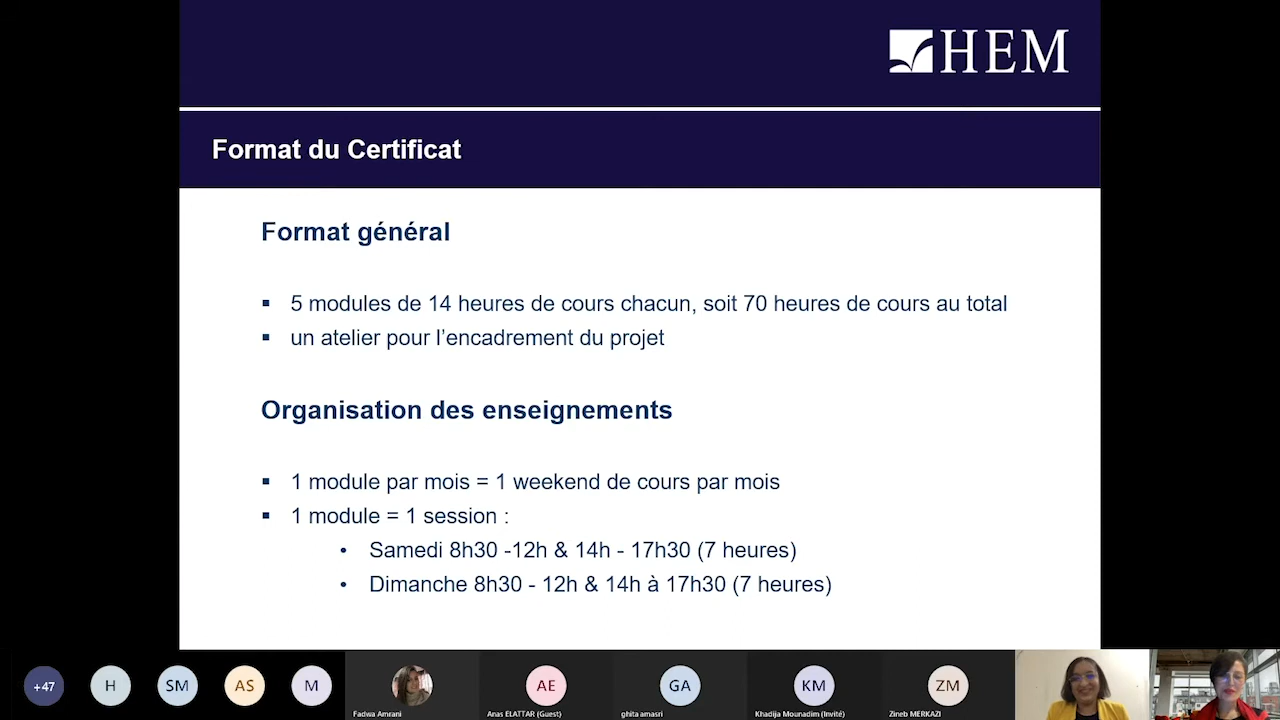 HEM
Format du Certificat
Format général
5 modules de 14 heures de cours chacun, soit 70 heures de cours au total
un atelier pour l'encadrement du projet
Organisation des enseignements
1 module par mois = 1 weekend de cours par mois
1 module = 1 session :
Samedi 8h30 -12h & 14h - 17h30 (7 heures)
Dimanche 8h30 - 12h & 14h à 17h30 (7 heures)
+47
H
SM
AS
M
AE
GA
KM
ZM
Fadwa Amrani
Anas ELATTAR (Guest)
ghita amasri
Khadija Mounadim (Invité)
Zineb MERKAZI